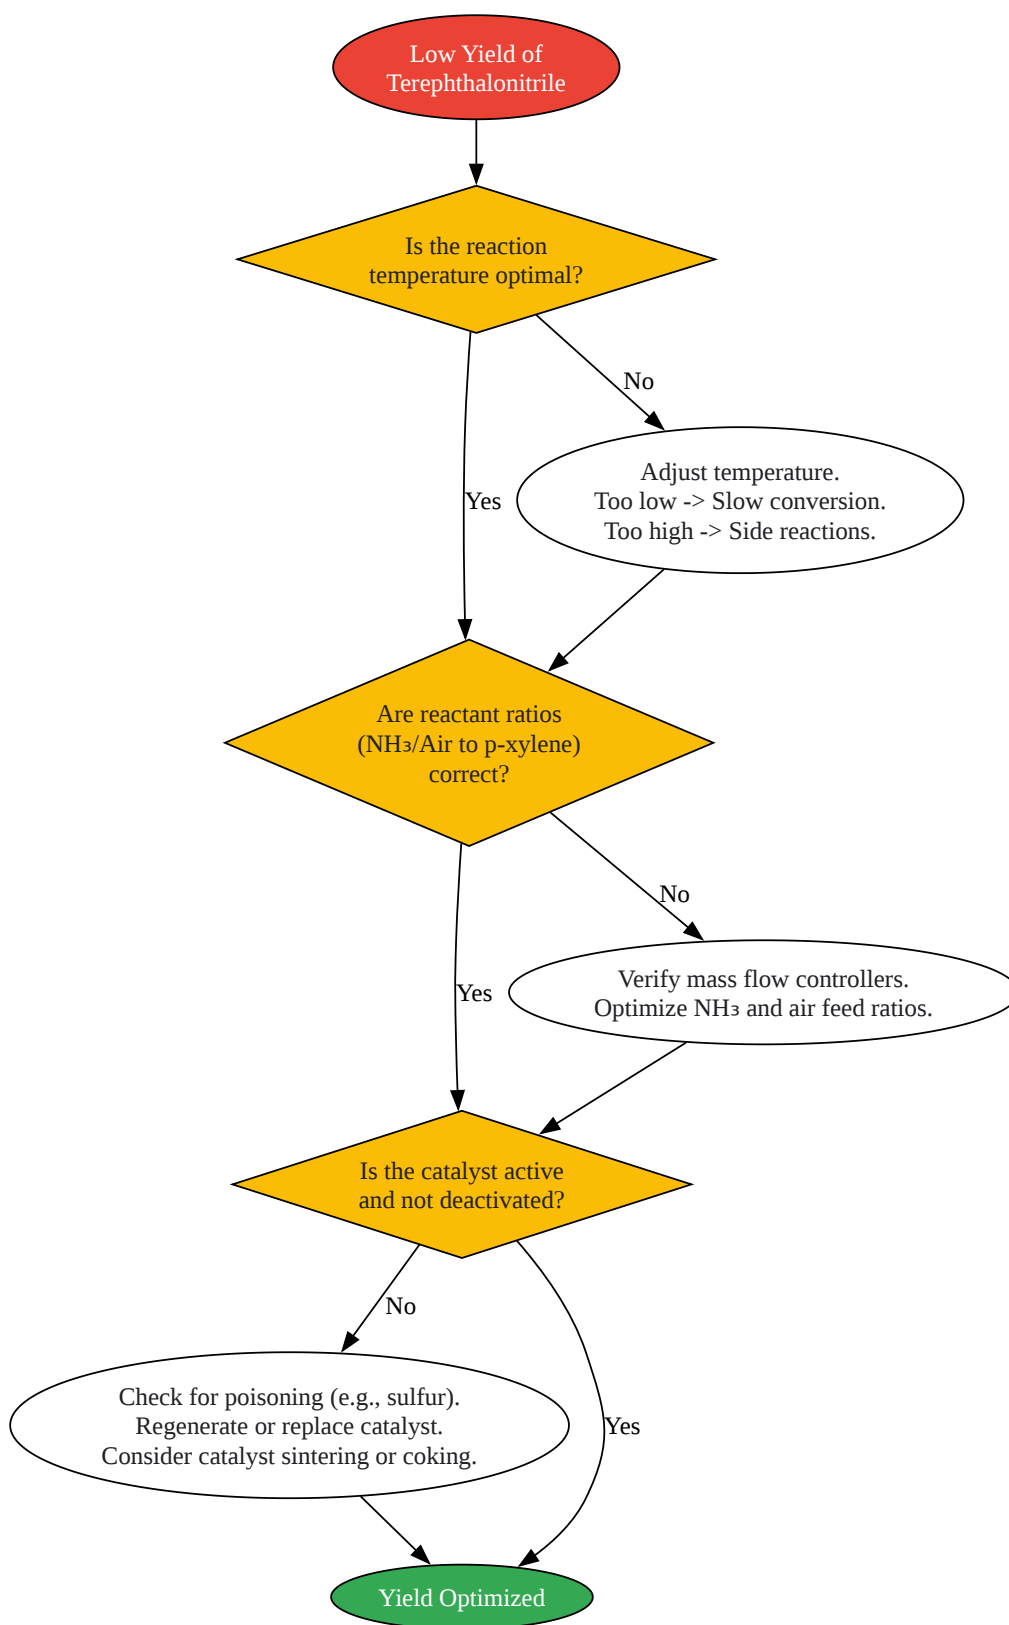 Low Yield of
Terephthalonitrile
Is the reaction
temperature optimal?
No
Adjust temperature.
Too low -> Slow conversion.
Too high -> Side reactions.
Yes
Are reactant ratios
(NH₃/Air to p-xylene)
correct?
No
Verify mass flow controllers.
Optimize NH₃ and air feed ratios.
Yes
Is the catalyst active
and not deactivated?
No
Check for poisoning (e.g., sulfur).
Regenerate or replace catalyst.
Consider catalyst sintering or coking.
Yes
Yield Optimized